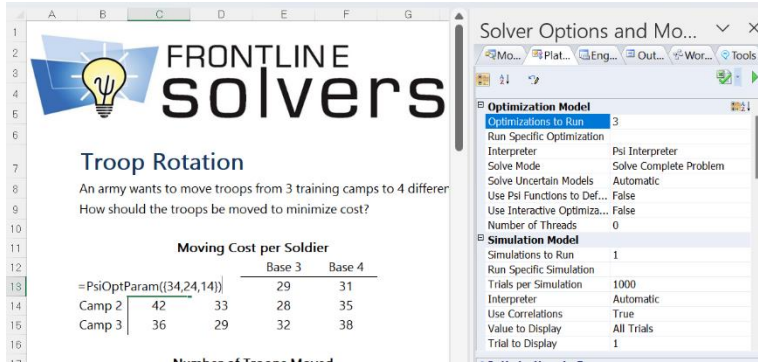 A B C D E F G
Solver Options and Mo...
1
Mo... Plat... Eng... Out... Wor... Tools
2
FRONTLINE
3
solvers
4
5
6
Optimization Model
Optimizations to Run 3
Run Specific Optimization
Interpreter Psi Interpreter
7 Troop Rotation
Solve Mode Solve Complete Problem
8 An army wants to move troops from 3 training camps to 4 differen
Solve Uncertain Models Automatic
Use Psi Functions to Def... False
9 How should the troops be moved to minimize cost?
Use Interactive Optimiza... False
10
Number of Threads 0
11 Moving Cost per Soldier
Simulation Model
Simulations to Run 1
12 Base 3 Base 4
Run Specific Simulation
13 =PsiOptParam({34,24,14}) 29 31
Trials per Simulation 1000
Interpreter Automatic
14 Camp 2 42 33 28 35
Use Correlations True
15 Camp 3 36 29 32 38
Value to Display All Trials
16
Trial to Display 1
Number of Troops Moved